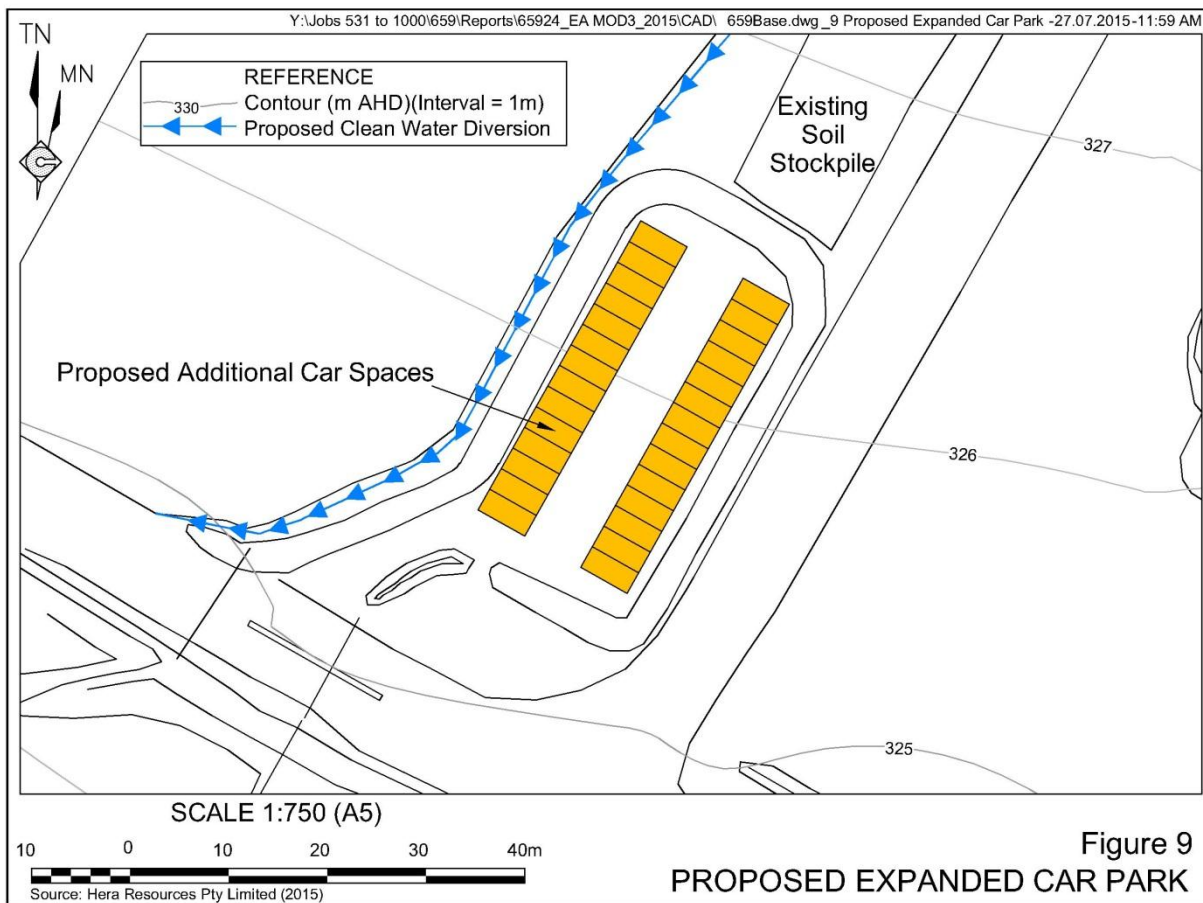 Y:\Jobs 531 to 1000\659\Reports\65924_EA MOD3_2015\CAD\ 659Base.dwg_9 Proposed Expanded Car Park -27.07.2015-11:59 AM
TN
MN
REFERENCE
330 Contour (m AHD)(Interval = 1m)
Proposed Clean Water Diversion
Existing
Soil
Stockpile
327
Proposed Additional Car Spaces
326
325
SCALE 1:750 (A5)
10 0 10 20 30 40m
Source: Hera Resources Pty Limited (2015)
Figure 9
PROPOSED EXPANDED CAR PARK